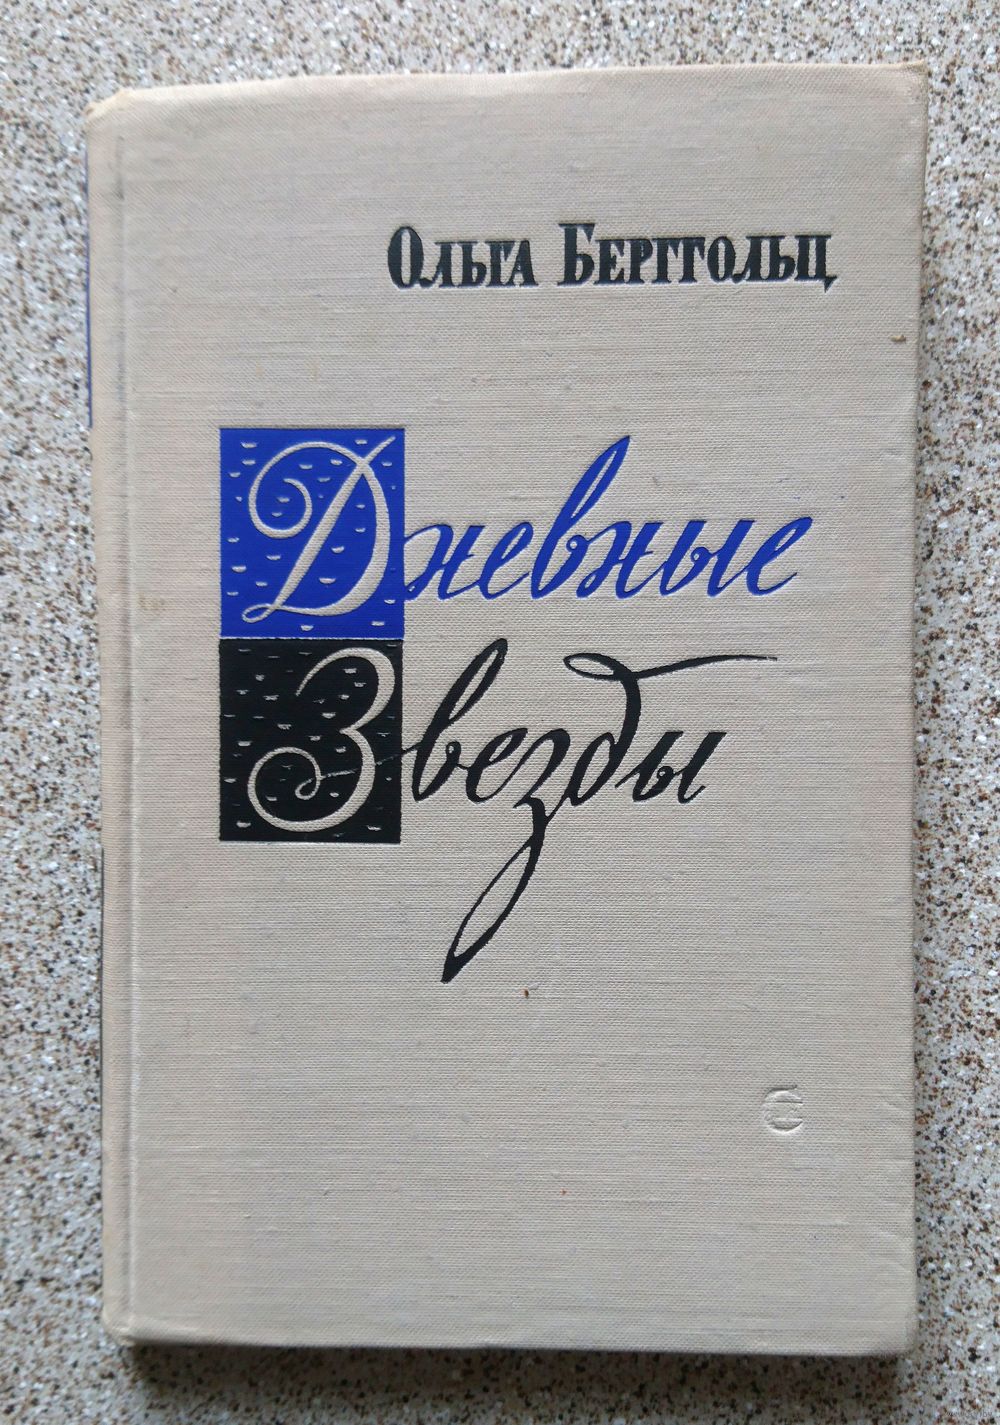 Ольга Берггольц
Дневные
Звезды